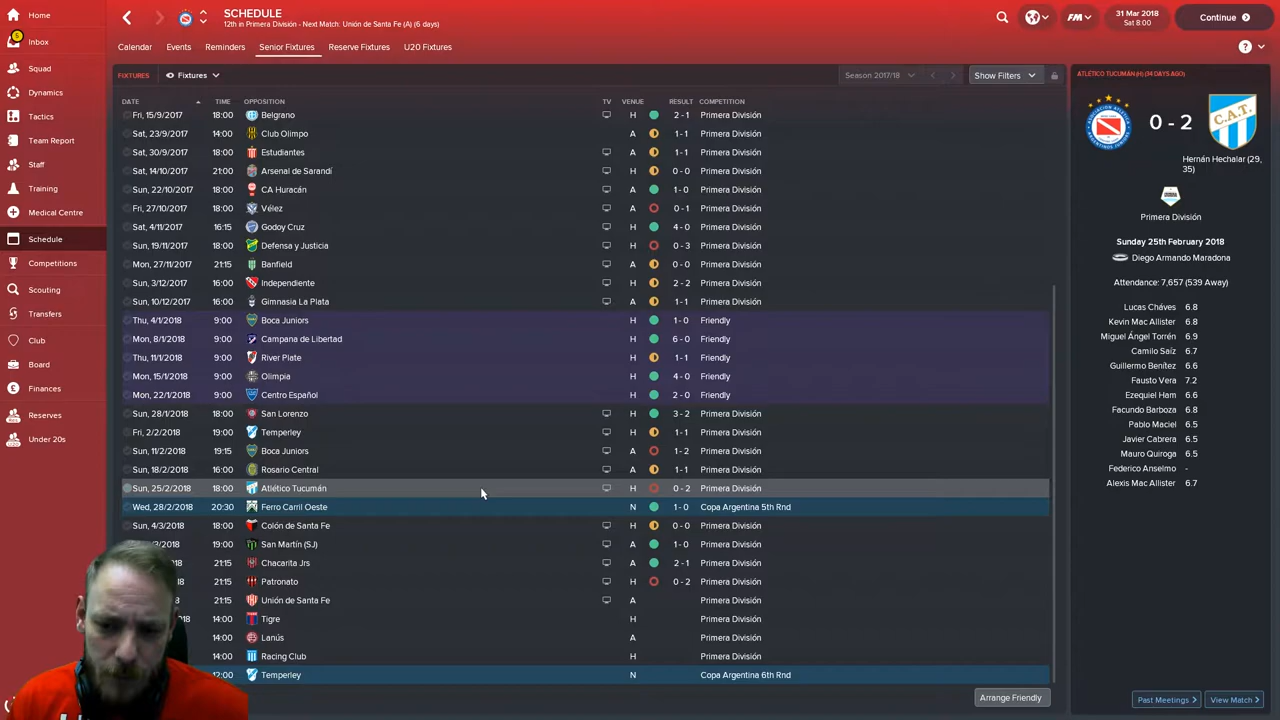 Home
SCHEDULE
12th in Primera División - Next Match: Unión de Santa Fe (A) (6 days)
FM
31 Mar 2018
Sat 8:00
Continue
5
Inbox
Squad
Dynamics
Tactics
Team Report
Staff
Training
Medical Centre
Schedule
Competitions
Scouting
Transfers
Club
Board
Finances
Reserves
Under 20s
Calendar
Events
Reminders
Senior Fixtures
Reserve Fixtures
U20 Fixtures
?
FIXTURES
Fixtures
Season 2017/18
Show Filters
DATE TIME OPPOSITION TV VENUE RESULT COMPETITION
Fri, 15/9/2017 18:00 Belgrano H 2-1 Primera División
Sat, 23/9/2017 14:00 Club Olimpo A 1-1 Primera División
Sat, 30/9/2017 18:00 Estudiantes A 1-1 Primera División
Sat, 14/10/2017 21:00 Arsenal de Sarandí H 0-0 Primera División
Sun, 22/10/2017 18:00 CA Huracán A 1-0 Primera División
Fri, 27/10/2017 18:00 Vélez H 0-1 Primera División
Sat, 4/11/2017 16:15 Godoy Cruz H 4-0 Primera División
Sun, 19/11/2017 18:00 Defensa y Justicia H 0-3 Primera División
Mon, 27/11/2017 21:15 Banfield A 0-0 Primera División
Sun, 3/12/2017 16:00 Independiente H 2-2 Primera División
Sun, 10/12/2017 16:00 Gimnasia La Plata A 1-1 Primera División
Thu, 4/1/2018 9:00 Boca Juniors H 1-0 Friendly
Mon, 8/1/2018 9:00 Campana de Libertad H 6-0 Friendly
Thu, 11/1/2018 9:00 River Plate H 1-1 Friendly
Mon, 15/1/2018 9:00 Olimpia H 4-0 Friendly
Mon, 22/1/2018 9:00 Centro Español H 2-0 Friendly
Sun, 28/1/2018 18:00 San Lorenzo H 3-2 Primera División
Fri, 2/2/2018 19:00 Temperley H 1-1 Primera División
Sun, 11/2/2018 19:15 Boca Juniors A 1-2 Primera División
Sun, 18/2/2018 16:00 Rosario Central A 1-1 Primera División
Sun, 25/2/2018 18:00 Atlético Tucumán H 0-2 Primera División
Wed, 28/2/2018 20:30 Ferro Carril Oeste N 1-0 Copa Argentina 5th Rnd
Sun, 4/3/2018 18:00 Colón de Santa Fe H 0-0 Primera División
/3/2018 19:00 San Martín (SJ) A 1-0 Primera División
/2018 21:15 Chacarita Jrs A 2-1 Primera División
/2018 21:15 Patronato H 0-2 Primera División
2018 21:15 Unión de Santa Fe A Primera División
14:00 Tigre H Primera División
14:00 Lanús A Primera División
14:00 Racing Club H Primera División
12:00 Temperley N Copa Argentina 6th Rnd
Arrange Friendly
ATLÉTICO TUCUMÁN (H) (34 DAYS AGO)
C.A.T.
0 - 2
Hernán Hechalar (29,
35)
Primera División
Sunday 25th February 2018
Diego Armando Maradona
Attendance: 7,657 (539 Away)
Lucas Cháves 6.8
Kevin Mac Allister 6.8
Miguel Ángel Torrén 6.9
Camilo Saíz 6.7
Guillermo Benítez 6.6
Fausto Vera 7.2
Ezequiel Ham 6.6
Facundo Barboza 6.8
Pablo Maciel 6.5
Javier Cabrera 6.5
Mauro Quiroga 6.5
Federico Anselmo -
Alexis Mac Allister 6.7
Past Meetings
View Match